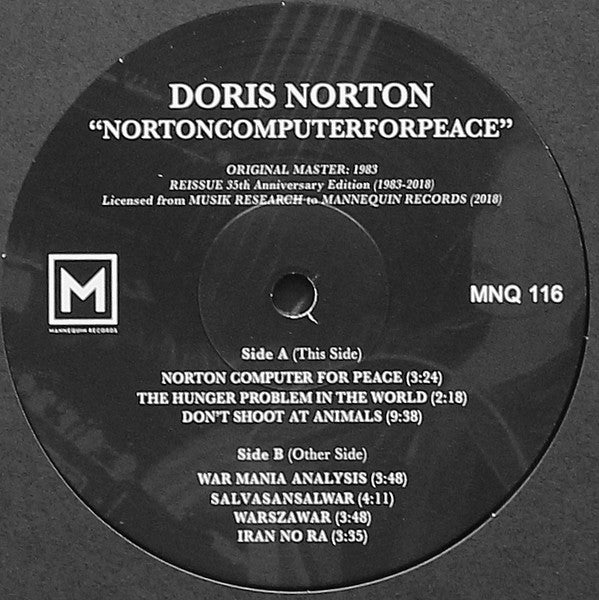 DORIS NORTON
“NORTONCOMPUTERFORPEACE”
ORIGINAL MASTER: 1983
REISSUE 35th Anniversary Edition (1983-2018)
Licensed from MUSIK RESEARCH to MANNEQUIN RECORDS (2018)
M
MANNEQUIN RECORDS
MNQ 116
Side A (This Side)
NORTON COMPUTER FOR PEACE (3:24)
THE HUNGER PROBLEM IN THE WORLD (2:18)
DON'T SHOOT AT ANIMALS (9:38)
Side B (Other Side)
WAR MANIA ANALYSIS (3:48)
SALVASANSALWAR (4:11)
WARSZAWAR (3:48)
IRAN NO RA (3:35)